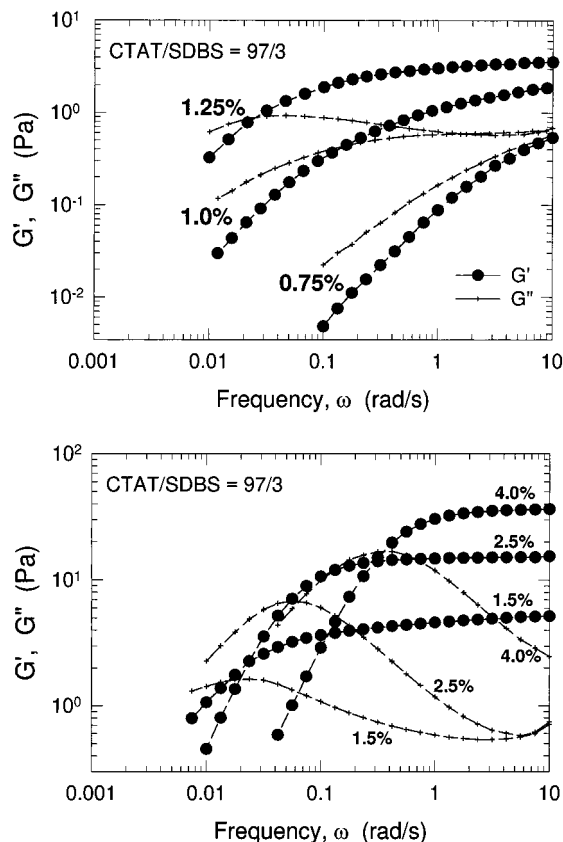 10¹
CTAT/SDBS = 97/3
1.25%
10⁰
G', G" (Pa)
1.0%
10⁻¹
0.75%
G'
G"
10⁻²
0.001 0.01 0.1 1 10
Frequency, ω (rad/s)
10²
CTAT/SDBS = 97/3
4.0%
2.5%
10¹
G', G" (Pa)
1.5%
4.0%
2.5%
10⁰
1.5%
0.001 0.01 0.1 1 10
Frequency, ω (rad/s)